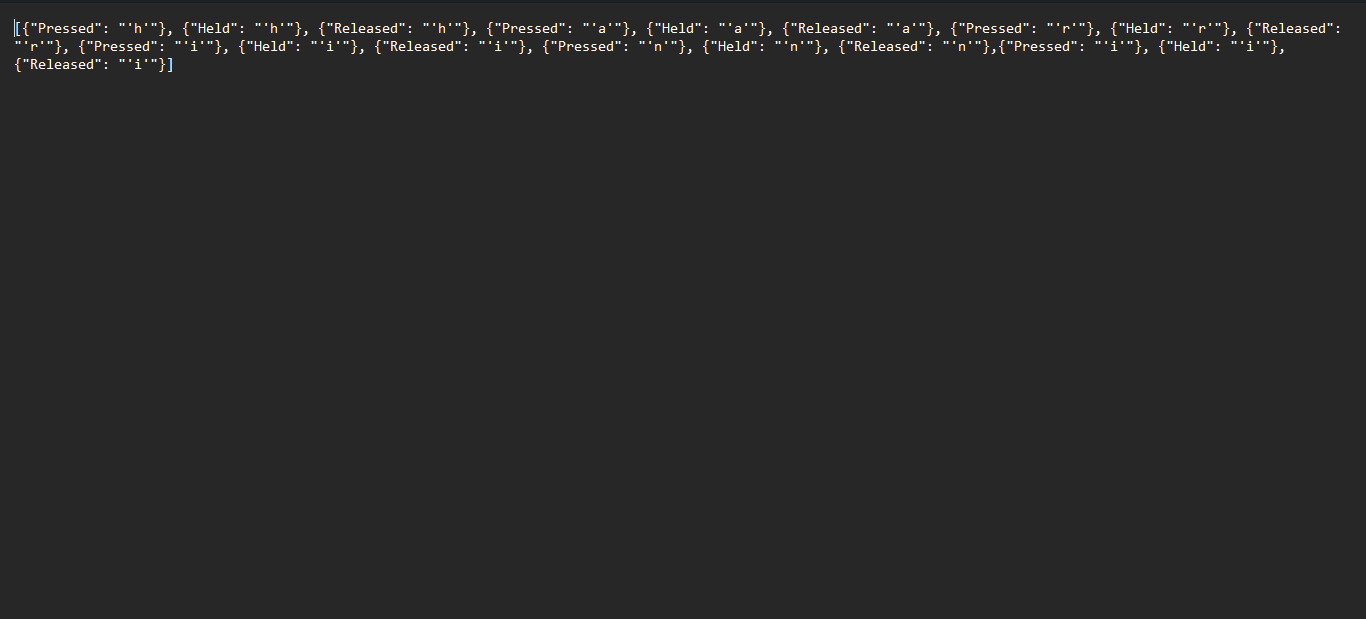 [{"Pressed": "'h'"}, {"Held": "'h'"}, {"Released": "'h'"}, {"Pressed": "'a'"}, {"Held": "'a'"}, {"Released": "'a'"}, {"Pressed": "'r'"}, {"Held": "'r'"}, {"Released":
"'r'"}, {"Pressed": "'i'"}, {"Held": "'i'"}, {"Released": "'i'"}, {"Pressed": "'n'"}, {"Held": "'n'"}, {"Released": "'n'"},{"Pressed": "'i'"}, {"Held": "'i'"},
{"Released": "'i'"}]